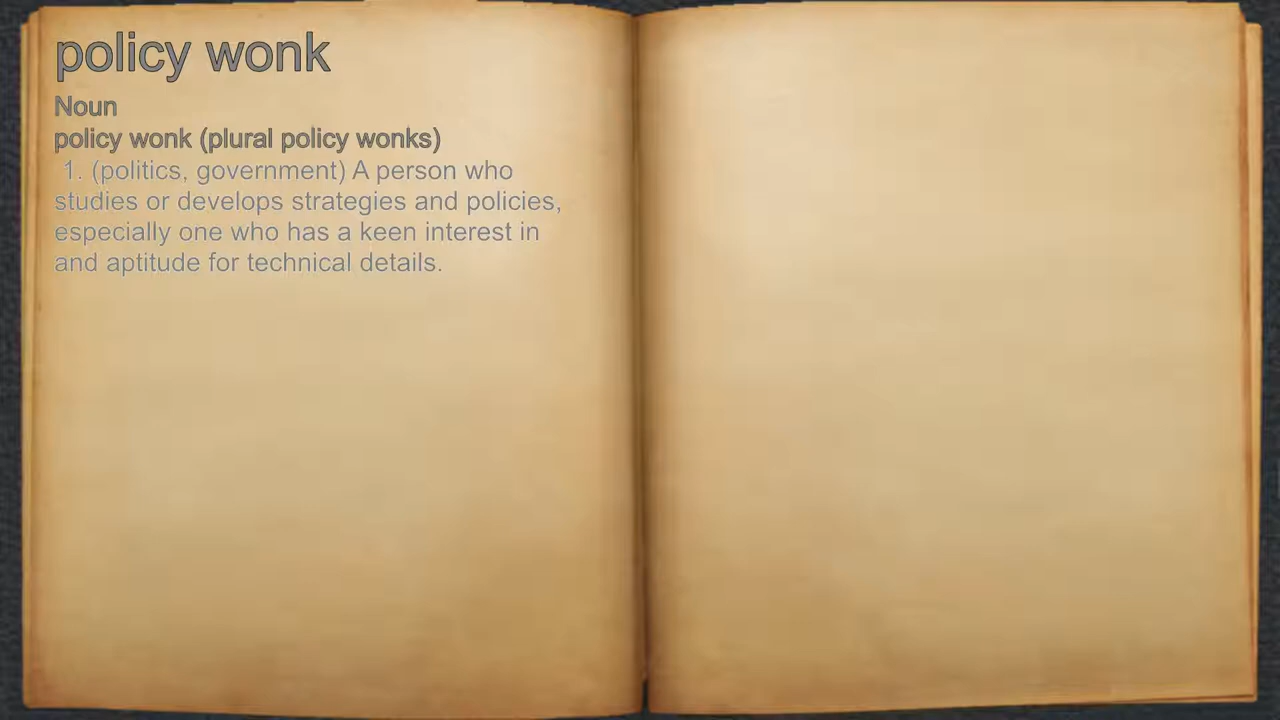 policy wonk
Noun
policy wonk (plural policy wonks)
1. (politics, government) A person who
studies or develops strategies and policies,
especially one who has a keen interest in
and aptitude for technical details.